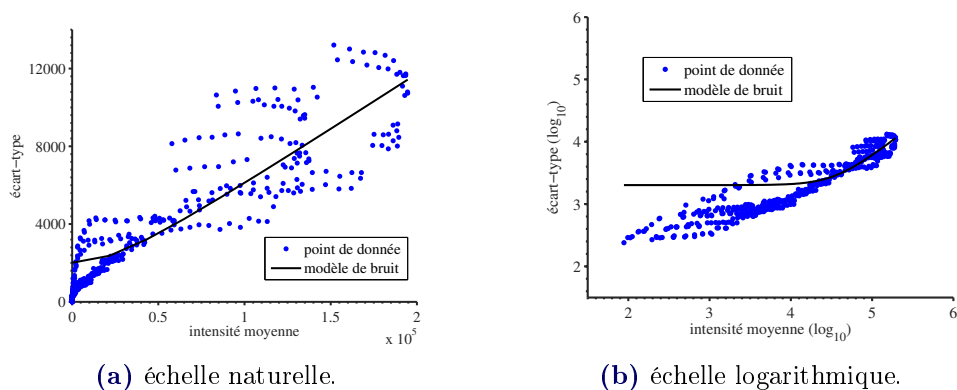 écart−type
12000
8000
4000
0
0
0.5
1
1.5
2
x 10^5
intensité moyenne
point de donnée
modèle de bruit
(a) échelle naturelle.
écart−type (log10)
6
5
4
3
2
2
3
4
5
6
intensité moyenne (log10)
point de donnée
modèle de bruit
(b) échelle logarithmique.